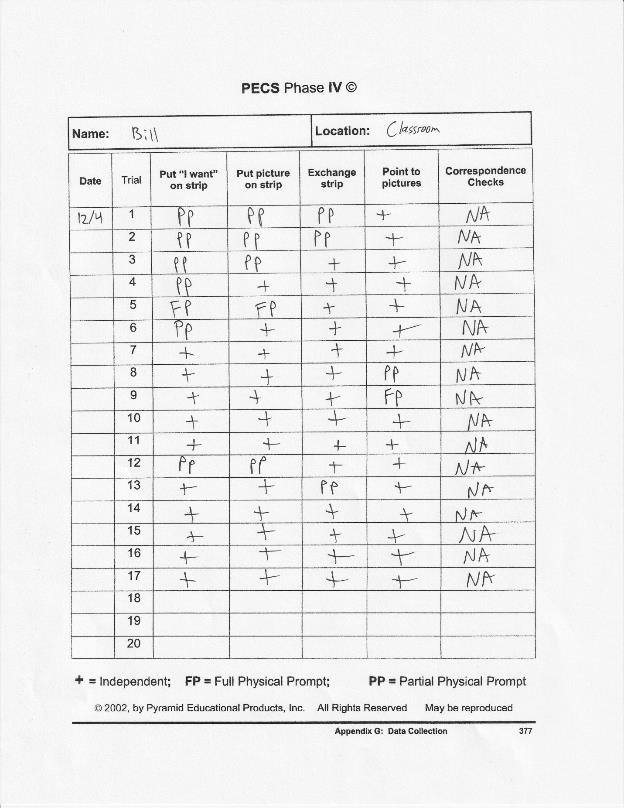 PECS Phase IV ©
Name: Bill Location: Classroom
Date Trial Put "I want" on strip Put picture on strip Exchange strip Point to pictures Correspondence Checks
12/4 1 PP PP PP + NA
2 PP PP PP + NA
3 PP PP + + NA
4 PP + + + NA
5 FP FP + + NA
6 PP + + + NA
7 + + + + NA
8 + + + PP NA
9 + + + FP NA
10 + + + + NA
11 + + + + NA
12 PP PP + + NA
13 + + PP + NA
14 + + + + NA
15 + + + + NA
16 + + + + NA
17 + + + + NA
18
19
20
+ = Independent; FP = Full Physical Prompt; PP = Partial Physical Prompt
© 2002, by Pyramid Educational Products, Inc. All Rights Reserved May be reproduced
Appendix G: Data Collection 377